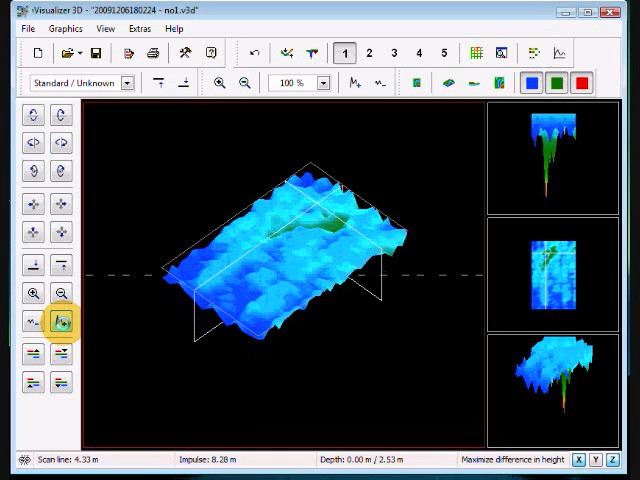 Visualizer 3D - "20091206180224 - no1.v3d"
File Graphics View Extras Help
1 2 3 4 5
Standard / Unknown 100 %
Scan line: 4.33 m Impulse: 8.28 m Depth: 0.00 m / 2.53 m Maximize difference in height X Y Z